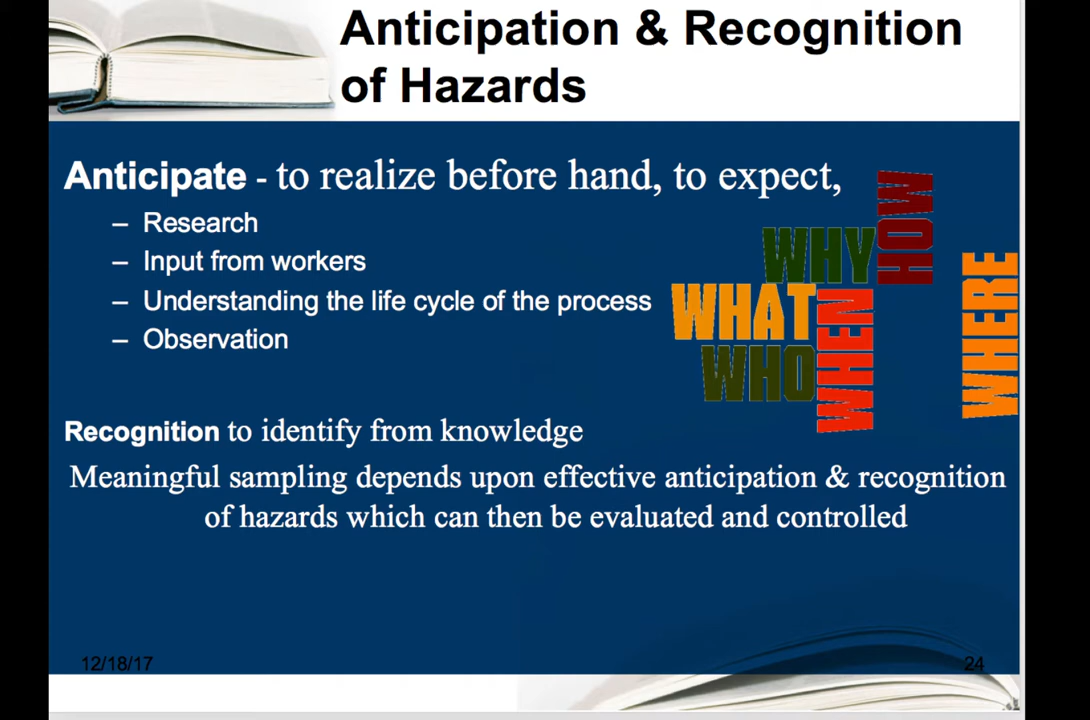 Anticipation & Recognition
of Hazards
Anticipate - to realize before hand, to expect,
– Research
– Input from workers
– Understanding the life cycle of the process
– Observation
HOW
WHY
WHAT
WHEN
WHO
WHERE
Recognition to identify from knowledge
Meaningful sampling depends upon effective anticipation & recognition
of hazards which can then be evaluated and controlled
12/18/17
24